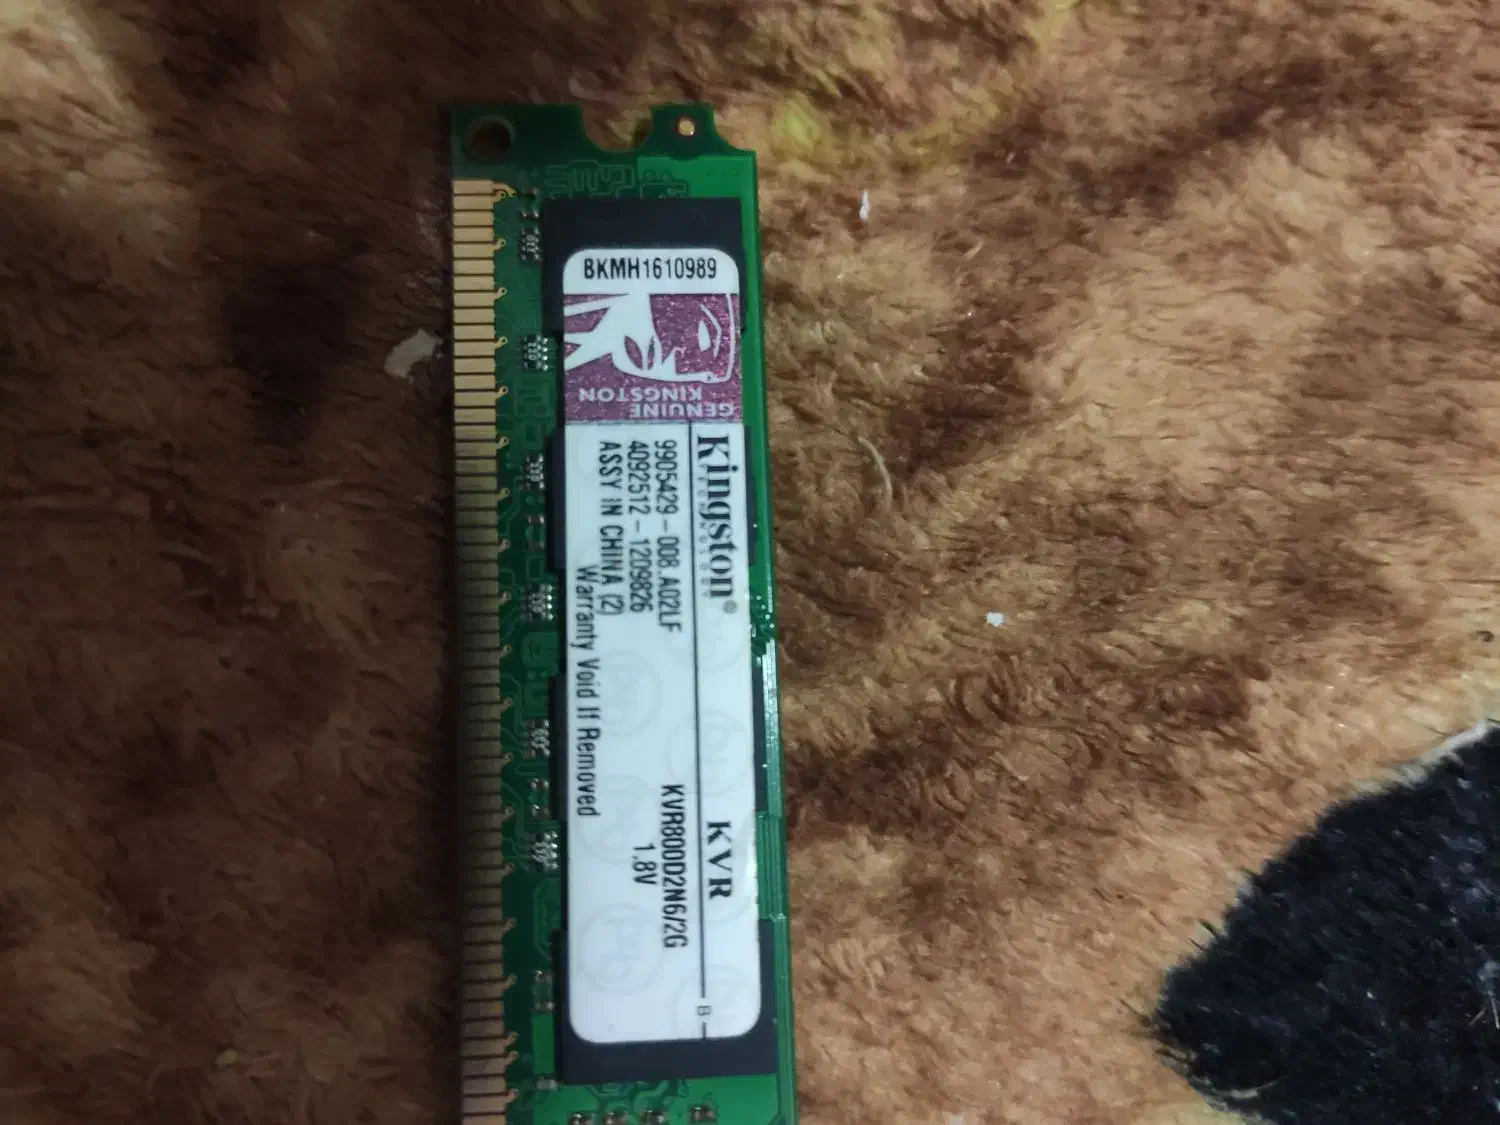 BKMH1610989
GENUINE
KINGSTON
Kingston®
TECHNOLOGY
KVR
B
9905429-008.A02LF
KVR800D2N6/2G
4092512-1209826
1.8V
ASSY IN CHINA (2)
Warranty Void If Removed